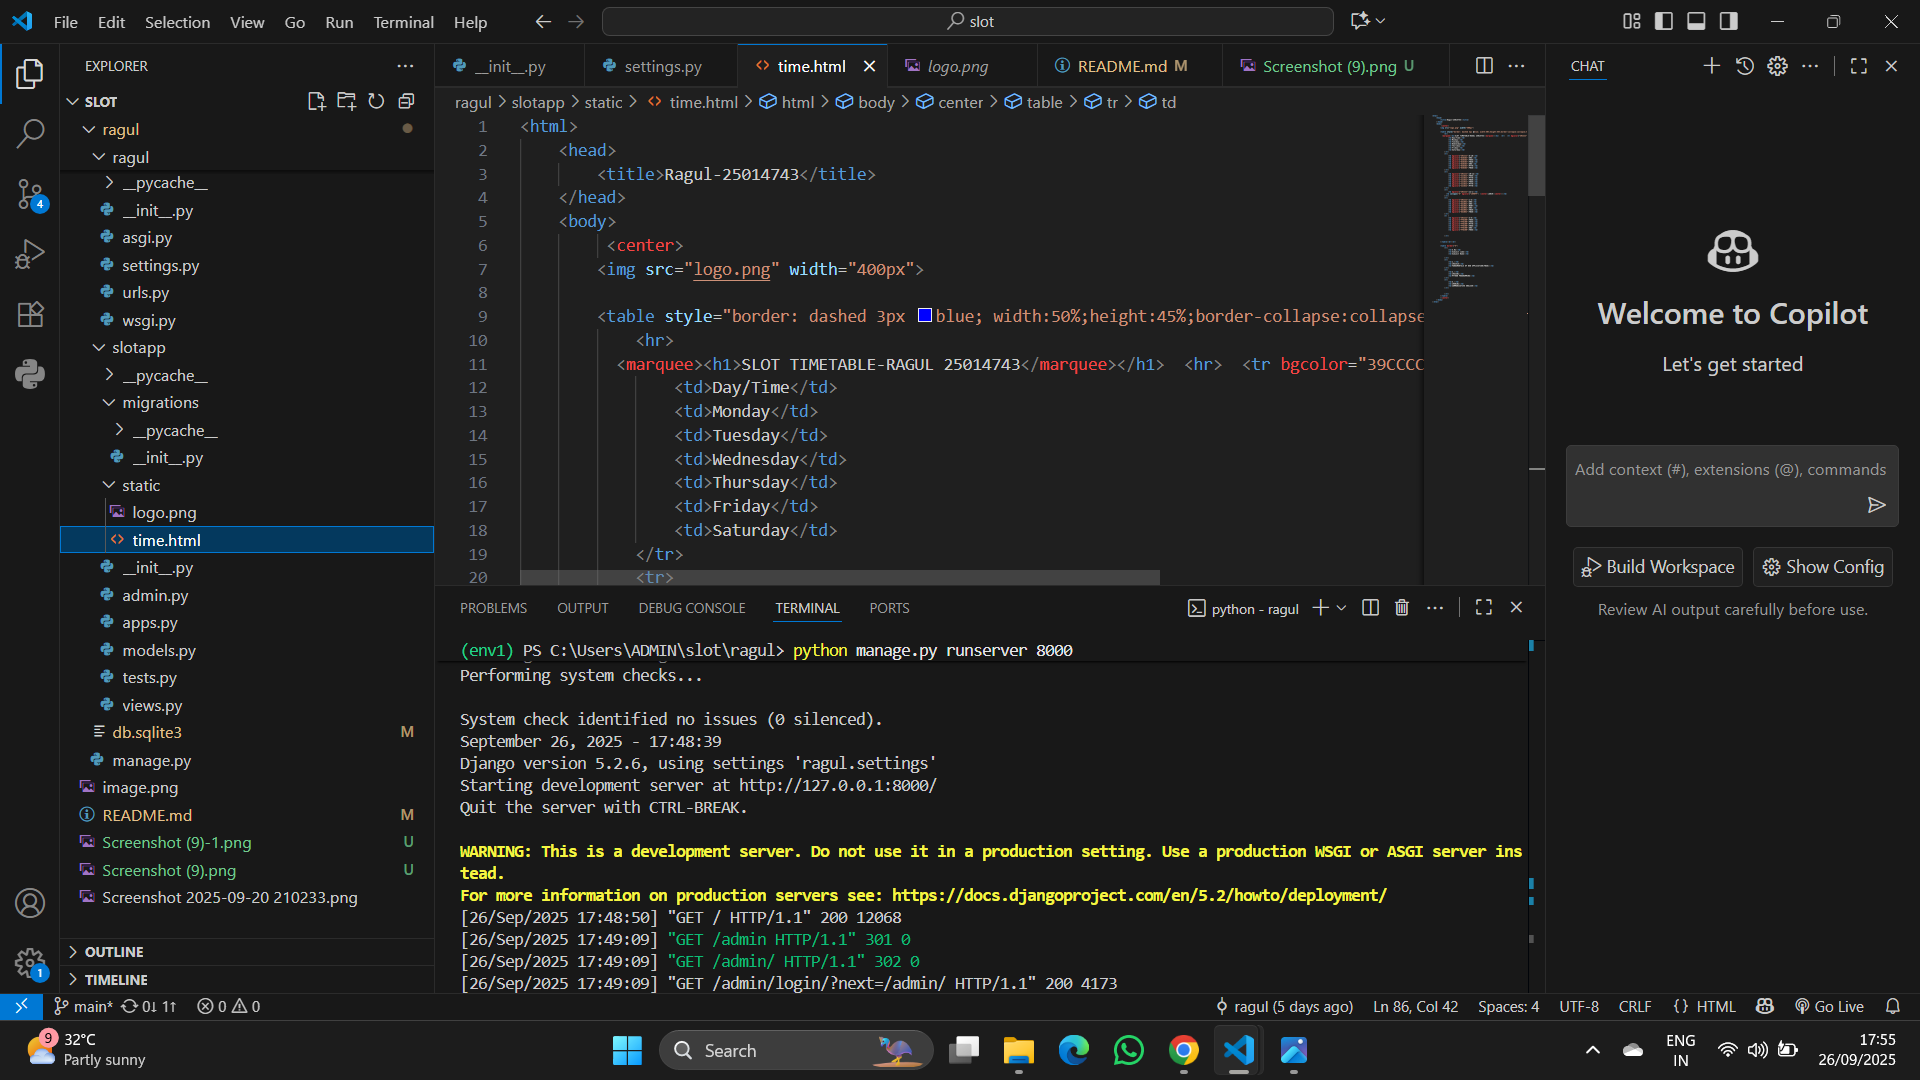 File Edit Selection View Go Run Terminal Help
slot
EXPLORER
SLOT
ragul
ragul
__pycache__
__init__.py
asgi.py
settings.py
urls.py
wsgi.py
slotapp
__pycache__
migrations
__pycache__
__init__.py
static
logo.png
time.html
__init__.py
admin.py
apps.py
models.py
tests.py
views.py
db.sqlite3 M
manage.py
image.png
README.md M
Screenshot (9)-1.png U
Screenshot (9).png U
Screenshot 2025-09-20 210233.png
OUTLINE
TIMELINE
4
1
__init__.py settings.py time.html logo.png README.md M Screenshot (9).png U
ragul > slotapp > static > time.html > html > body > center > table > tr > td
1 <html>
2 <head>
3 <title>Ragul-25014743</title>
4 </head>
5 <body>
6 <center>
7 <img src="logo.png" width="400px">
8
9 <table style="border: dashed 3px blue; width:50%;height:45%;border-collapse:collapse
10 <hr>
11 <marquee><h1>SLOT TIMETABLE-RAGUL 25014743</marquee></h1> <hr> <tr bgcolor="39CCCC
12 <td>Day/Time</td>
13 <td>Monday</td>
14 <td>Tuesday</td>
15 <td>Wednesday</td>
16 <td>Thursday</td>
17 <td>Friday</td>
18 <td>Saturday</td>
19 </tr>
20 <tr>
PROBLEMS OUTPUT DEBUG CONSOLE TERMINAL PORTS
python - ragul
(env1) PS C:\Users\ADMIN\slot\ragul> python manage.py runserver 8000
Performing system checks...
System check identified no issues (0 silenced).
September 26, 2025 - 17:48:39
Django version 5.2.6, using settings 'ragul.settings'
Starting development server at http://127.0.0.1:8000/
Quit the server with CTRL-BREAK.
WARNING: This is a development server. Do not use it in a production setting. Use a production WSGI or ASGI server ins
tead.
For more information on production servers see: https://docs.djangoproject.com/en/5.2/howto/deployment/
[26/Sep/2025 17:48:50] "GET / HTTP/1.1" 200 12068
[26/Sep/2025 17:49:09] "GET /admin HTTP/1.1" 301 0
[26/Sep/2025 17:49:09] "GET /admin/ HTTP/1.1" 302 0
[26/Sep/2025 17:49:09] "GET /admin/login/?next=/admin/ HTTP/1.1" 200 4173
CHAT
Welcome to Copilot
Let's get started
Add context (#), extensions (@), commands
Build Workspace Show Config
Review AI output carefully before use.
main* 0↓ 1↑ 0 0
ragul (5 days ago) Ln 86, Col 42 Spaces: 4 UTF-8 CRLF {} HTML Go Live
9
32°C
Partly sunny
Search
ENG
IN
17:55
26/09/2025